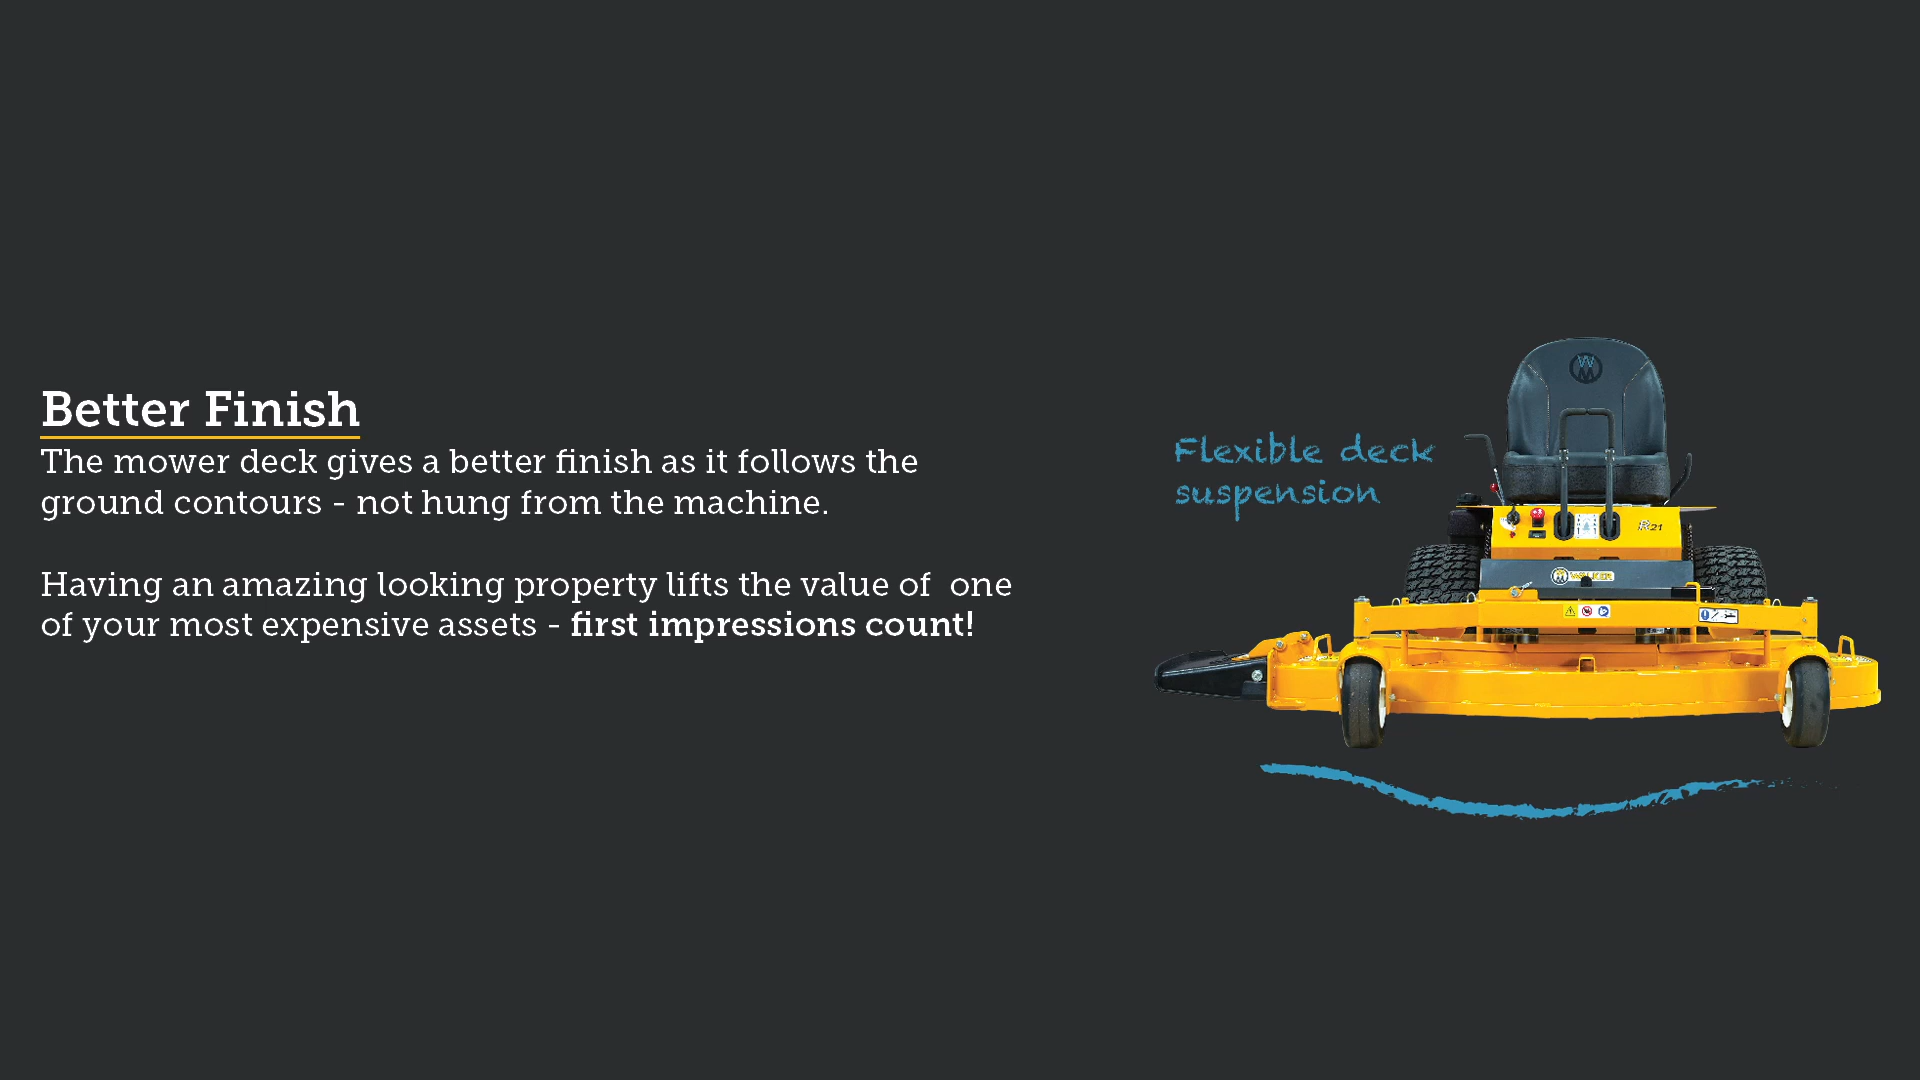 Better Finish
The mower deck gives a better finish as it follows the
ground contours - not hung from the machine.
Having an amazing looking property lifts the value of  one
of your most expensive assets - first impressions count!
Flexible deck
suspension
R21
WALKER